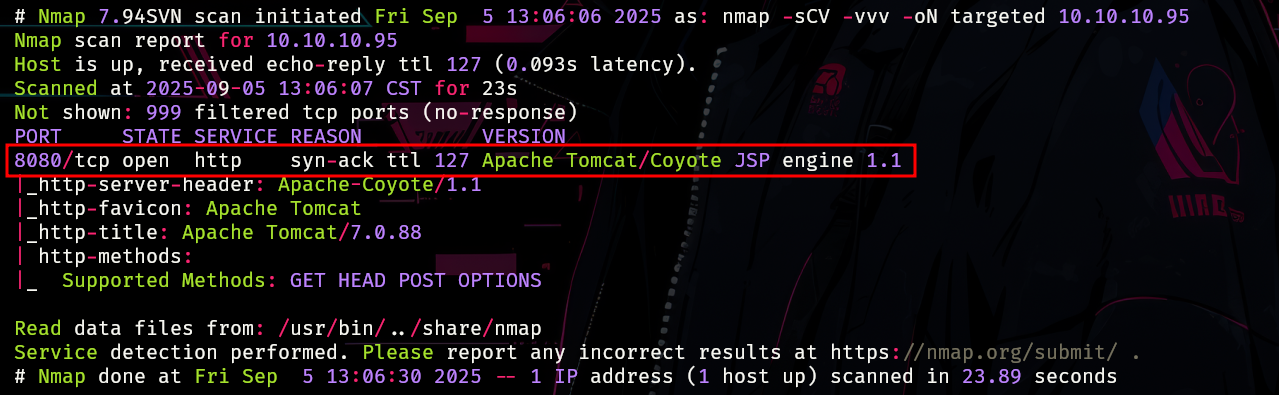 # Nmap 7.94SVN scan initiated Fri Sep  5 13:06:06 2025 as: nmap -sCV -vvv -oN targeted 10.10.10.95
Nmap scan report for 10.10.10.95
Host is up, received echo-reply ttl 127 (0.093s latency).
Scanned at 2025-09-05 13:06:07 CST for 23s
Not shown: 999 filtered tcp ports (no-response)
PORT     STATE SERVICE REASON          VERSION
8080/tcp open  http    syn-ack ttl 127 Apache Tomcat/Coyote JSP engine 1.1
|_http-server-header: Apache-Coyote/1.1
|_http-favicon: Apache Tomcat
|_http-title: Apache Tomcat/7.0.88
| http-methods:
|_  Supported Methods: GET HEAD POST OPTIONS
Read data files from: /usr/bin/../share/nmap
Service detection performed. Please report any incorrect results at https://nmap.org/submit/ .
# Nmap done at Fri Sep  5 13:06:30 2025 -- 1 IP address (1 host up) scanned in 23.89 seconds